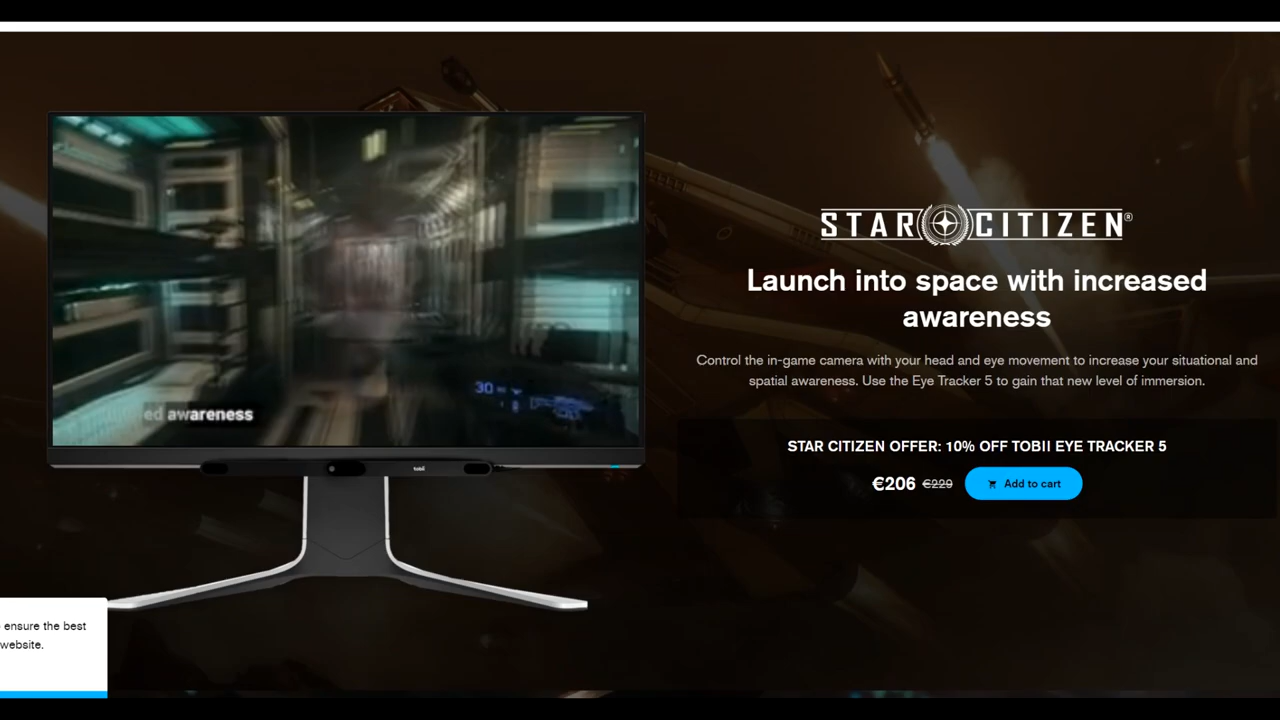 STAR CITIZEN®
Launch into space with increased
awareness
Control the in-game camera with your head and eye movement to increase your situational and
spatial awareness. Use the Eye Tracker 5 to gain that new level of immersion.
STAR CITIZEN OFFER: 10% OFF TOBII EYE TRACKER 5
€206 €229 Add to cart
ed awareness
30
tobii
ensure the best
website.